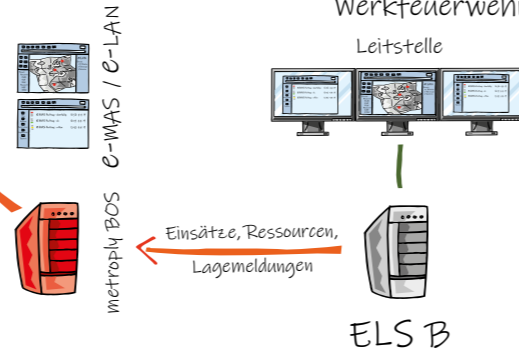 Werkfeuerwehr
Leitstelle
e-MAS / e-LAN
metroply BOS
Einsätze, Ressourcen,
Lagemeldungen
ELS B